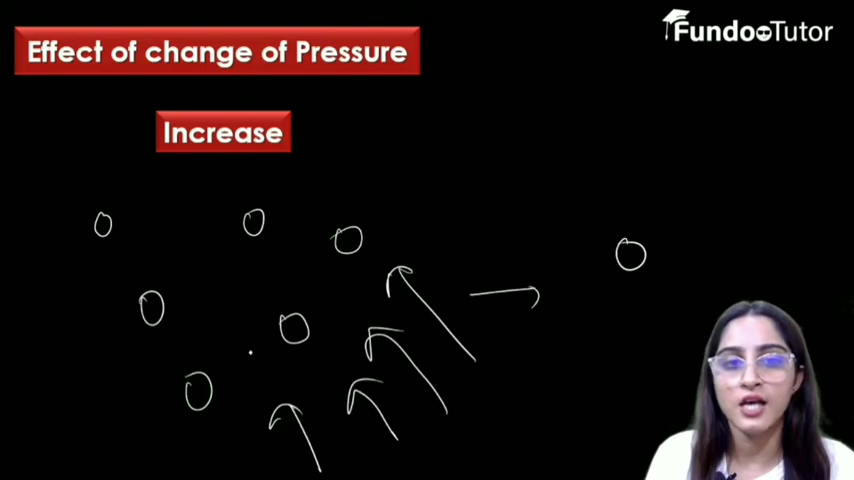 FundooTutor
Effect of change of Pressure
Increase